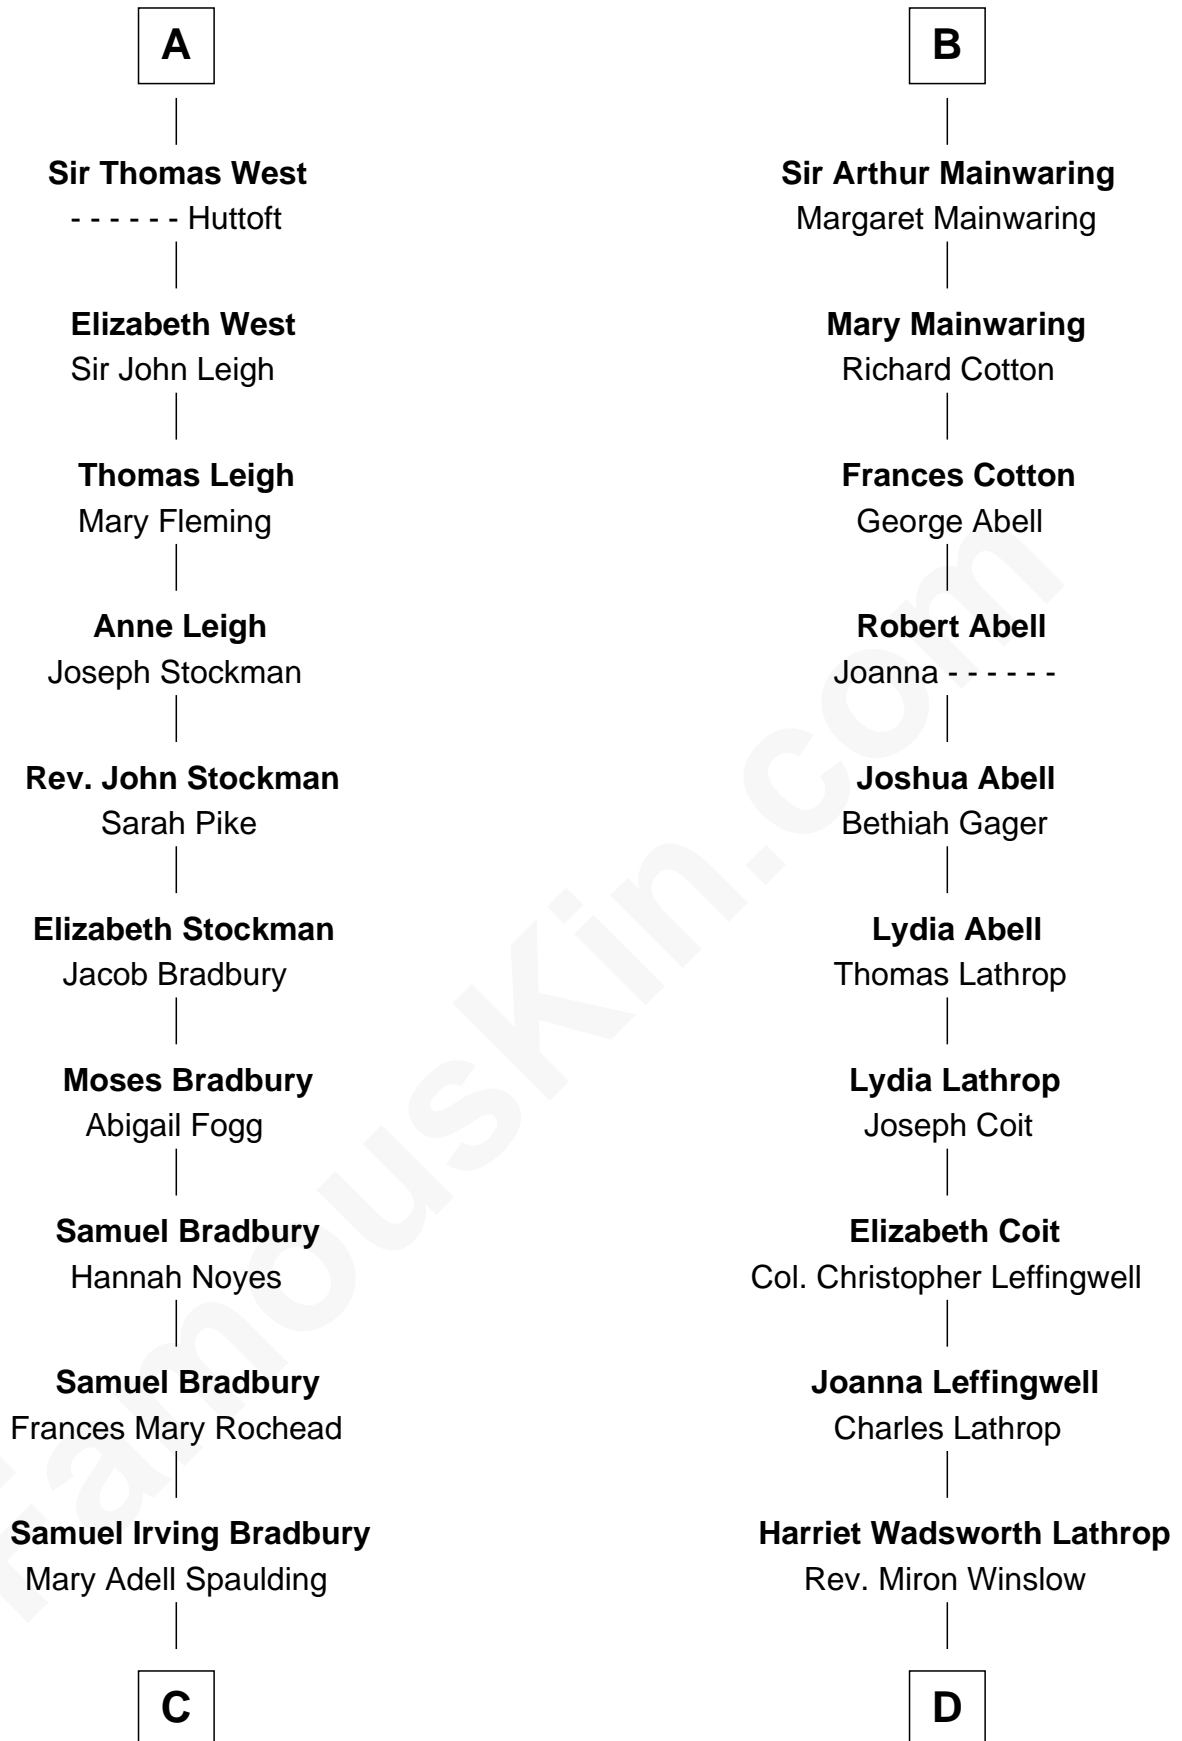 A
Sir Thomas West
- - - - - - Huttoft
Elizabeth West
Sir John Leigh
Thomas Leigh
Mary Fleming
Anne Leigh
Joseph Stockman
Rev. John Stockman
Sarah Pike
Elizabeth Stockman
Jacob Bradbury
Moses Bradbury
Abigail Fogg
Samuel Bradbury
Hannah Noyes
Samuel Bradbury
Frances Mary Rochead
Samuel Irving Bradbury
Mary Adell Spaulding
C
B
Sir Arthur Mainwaring
Margaret Mainwaring
Mary Mainwaring
Richard Cotton
Frances Cotton
George Abell
Robert Abell
Joanna - - - - - -
Joshua Abell
Bethiah Gager
Lydia Abell
Thomas Lathrop
Lydia Lathrop
Joseph Coit
Elizabeth Coit
Col. Christopher Leffingwell
Joanna Leffingwell
Charles Lathrop
Harriet Wadsworth Lathrop
Rev. Miron Winslow
D
FamousKin.com